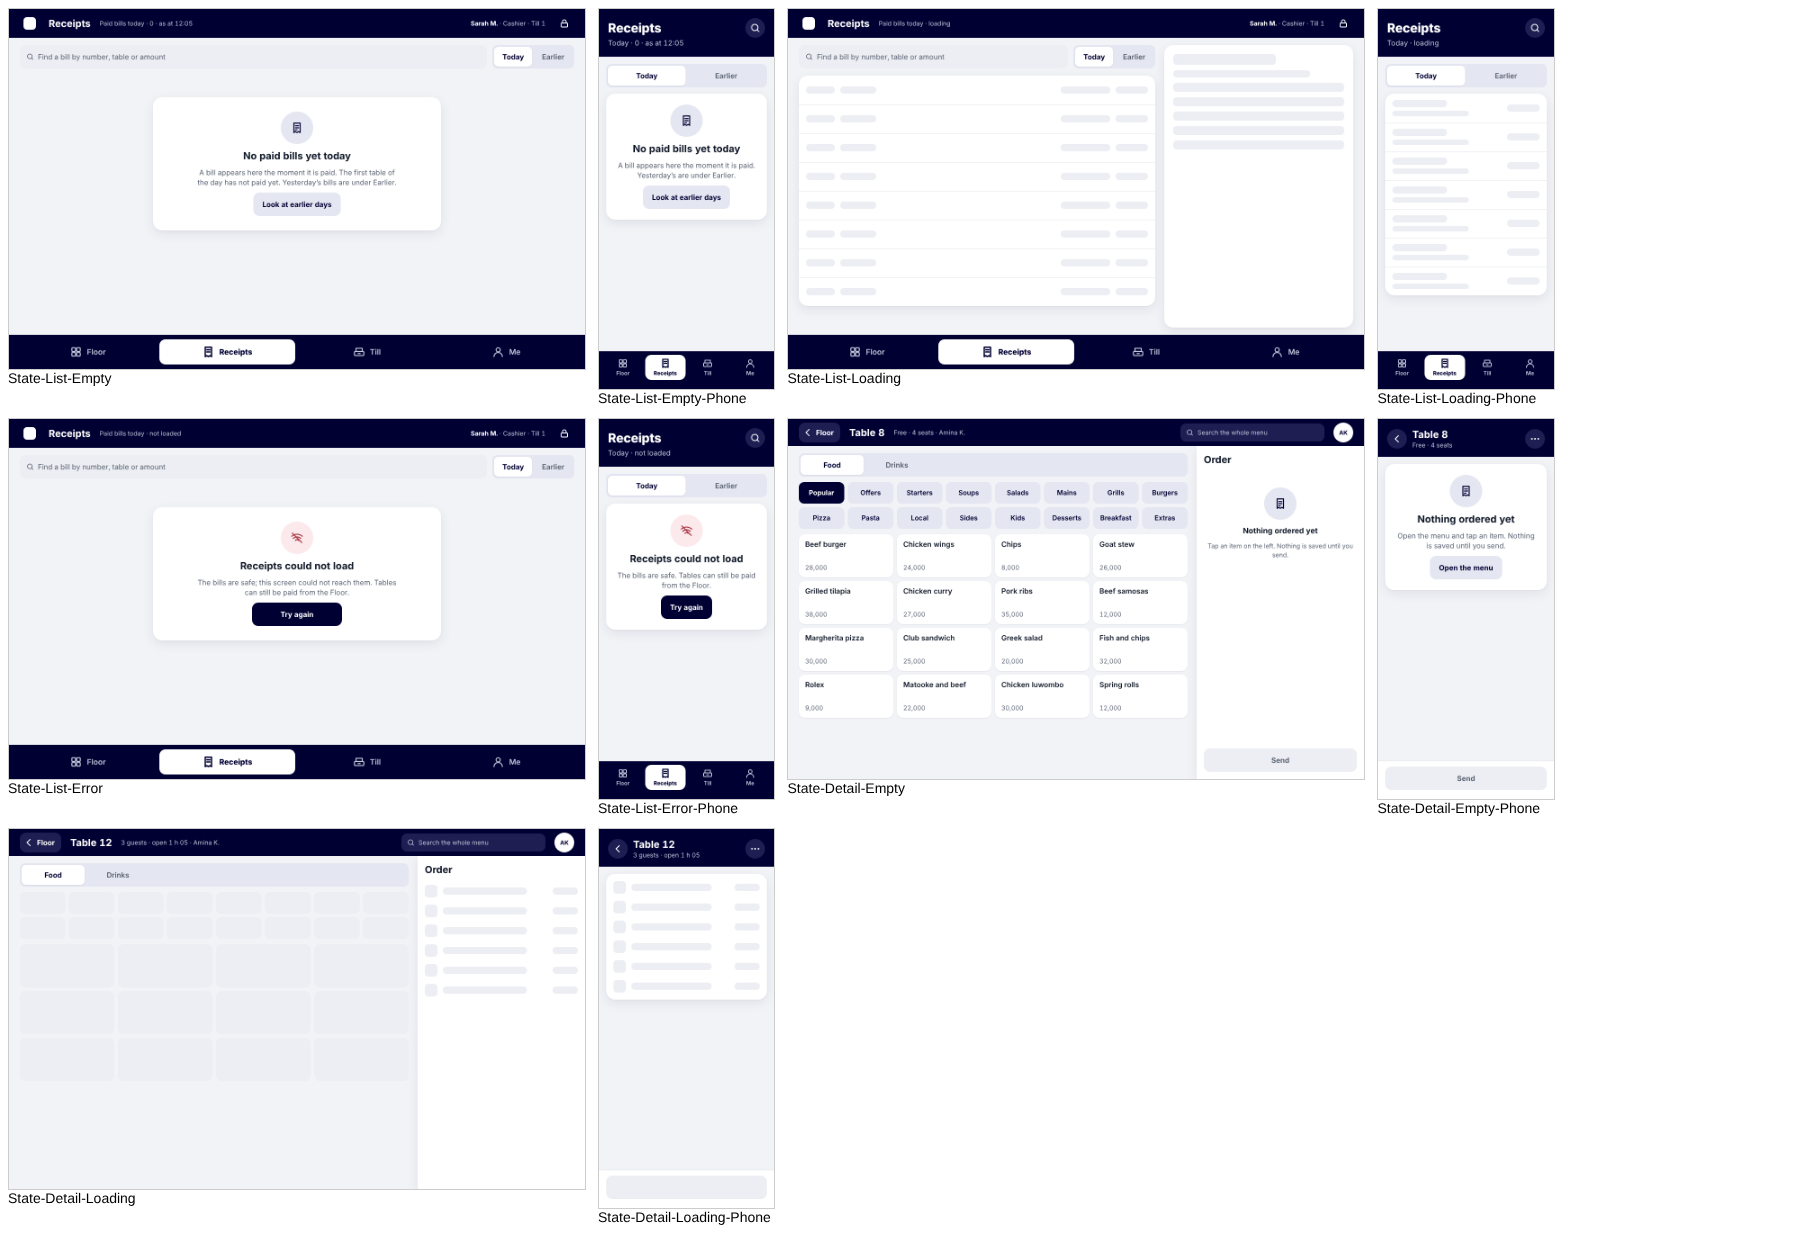 Receipts
Paid bills today · 0 · as at 12:05
Sarah M. · Cashier · Till 1
Find a bill by number, table or amount
Today
Earlier
No paid bills yet today
A bill appears here the moment it is paid. The first table of
the day has not paid yet. Yesterday's bills are under Earlier.
Look at earlier days
Floor
Receipts
Till
Me
State-List-Empty
Receipts
Today · 0 · as at 12:05
Today
Earlier
No paid bills yet today
A bill appears here the moment it is paid.
Yesterday's are under Earlier.
Look at earlier days
Floor
Receipts
Till
Me
State-List-Empty-Phone
Receipts
Paid bills today · loading
Sarah M. · Cashier · Till 1
Find a bill by number, table or amount
Today
Earlier
Floor
Receipts
Till
Me
State-List-Loading
Receipts
Today · loading
Today
Earlier
Floor
Receipts
Till
Me
State-List-Loading-Phone
Receipts
Paid bills today · not loaded
Sarah M. · Cashier · Till 1
Find a bill by number, table or amount
Today
Earlier
Receipts could not load
The bills are safe; this screen could not reach them. Tables
can still be paid from the Floor.
Try again
Floor
Receipts
Till
Me
State-List-Error
Receipts
Today · not loaded
Today
Earlier
Receipts could not load
The bills are safe. Tables can still be paid
from the Floor.
Try again
Floor
Receipts
Till
Me
State-List-Error-Phone
Floor
Table 8
Free · 4 seats · Amina K.
Search the whole menu
AK
Food
Drinks
Popular
Offers
Starters
Soups
Salads
Mains
Grills
Burgers
Pizza
Pasta
Local
Sides
Kids
Desserts
Breakfast
Extras
Beef burger
28,000
Chicken wings
24,000
Chips
8,000
Goat stew
26,000
Grilled tilapia
38,000
Chicken curry
27,000
Pork ribs
35,000
Beef samosas
12,000
Margherita pizza
30,000
Club sandwich
25,000
Greek salad
20,000
Fish and chips
32,000
Rolex
9,000
Matooke and beef
22,000
Chicken luwombo
30,000
Spring rolls
12,000
Order
Nothing ordered yet
Tap an item on the left. Nothing is saved until you
send.
Send
State-Detail-Empty
Table 8
Free · 4 seats
Nothing ordered yet
Open the menu and tap an item. Nothing
is saved until you send.
Open the menu
Send
State-Detail-Empty-Phone
Floor
Table 12
3 guests · open 1 h 05 · Amina K.
Search the whole menu
AK
Food
Drinks
Order
State-Detail-Loading
Table 12
3 guests · open 1 h 05
State-Detail-Loading-Phone